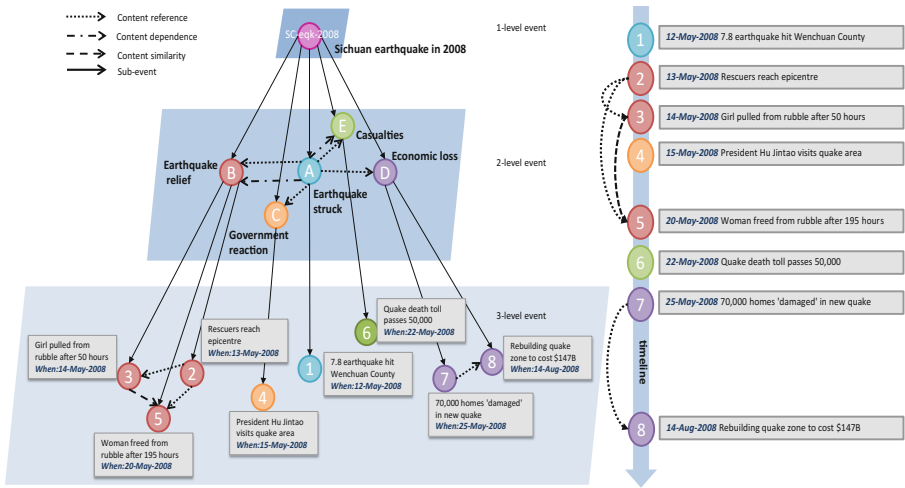 Content reference
Content dependence
Content similarity
Sub-event
SC-eqk-2008
Sichuan earthquake in 2008
1-level event
E
Casualties
Earthquake
relief
B
A
D
Economic loss
Earthquake
struck
C
Government
reaction
2-level event
3-level event
Girl pulled from
rubble after 50 hours
When:14-May-2008
3
Rescuers reach
epicentre
When:13-May-2008
2
5
Woman freed from
rubble after 195 hours
When:20-May-2008
4
President Hu Jintao
visits quake area
When:15-May-2008
1
7.8 earthquake hit
Wenchuan County
When:12-May-2008
Quake death toll
passes 50,000
When:22-May-2008
6
7
70,000 homes 'damaged'
in new quake
When:25-May-2008
8
Rebuilding quake
zone to cost $147B
When:14-Aug-2008
1
12-May-2008 7.8 earthquake hit Wenchuan County
2
13-May-2008 Rescuers reach epicentre
3
14-May-2008 Girl pulled from rubble after 50 hours
4
15-May-2008 President Hu Jintao visits quake area
5
20-May-2008 Woman freed from rubble after 195 hours
6
22-May-2008 Quake death toll passes 50,000
7
25-May-2008 70,000 homes 'damaged' in new quake
timeline
8
14-Aug-2008 Rebuilding quake zone to cost $147B